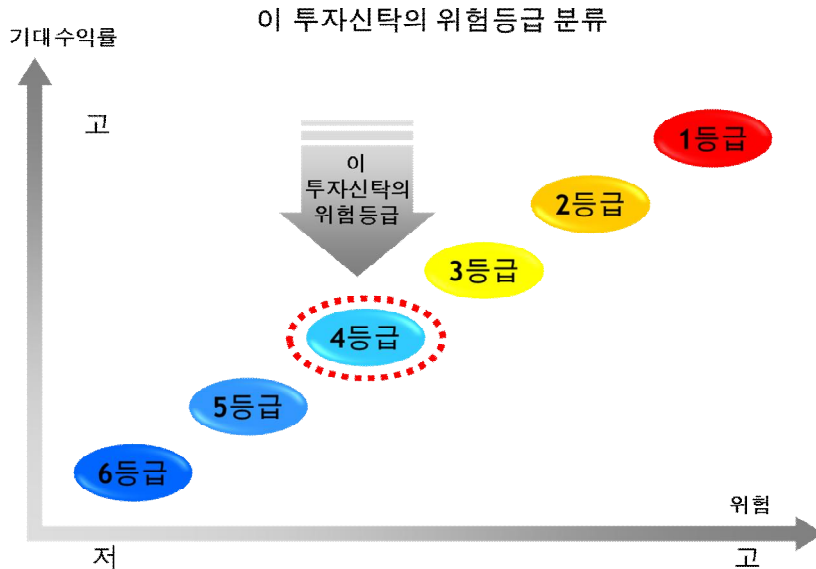 이 투자신탁의 위험등급 분류
기대수익률
고
이
투자신탁의
위험등급
1등급
2등급
3등급
4등급
5등급
6등급
위험
저
고